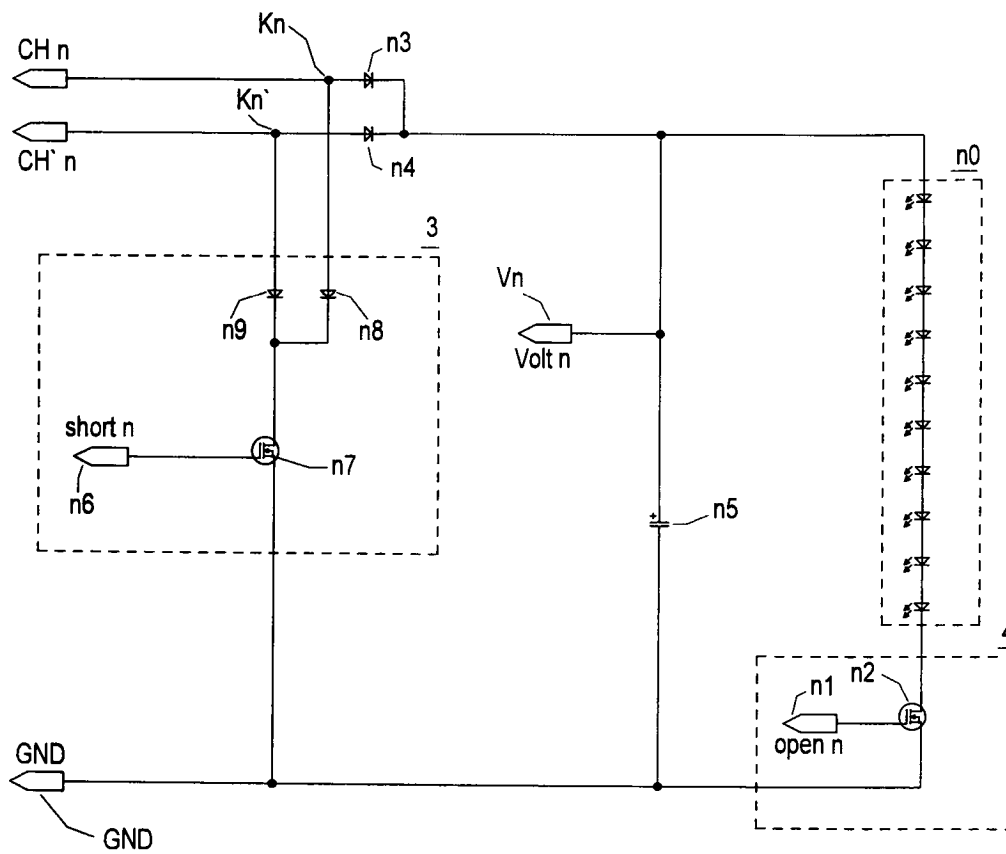 Kn
n3
CH n
Kn`
CH` n
n4
n0
3
n9
n8
Vn
Volt n
short n
n6
n7
n5
4
n2
n1
open n
GND
GND